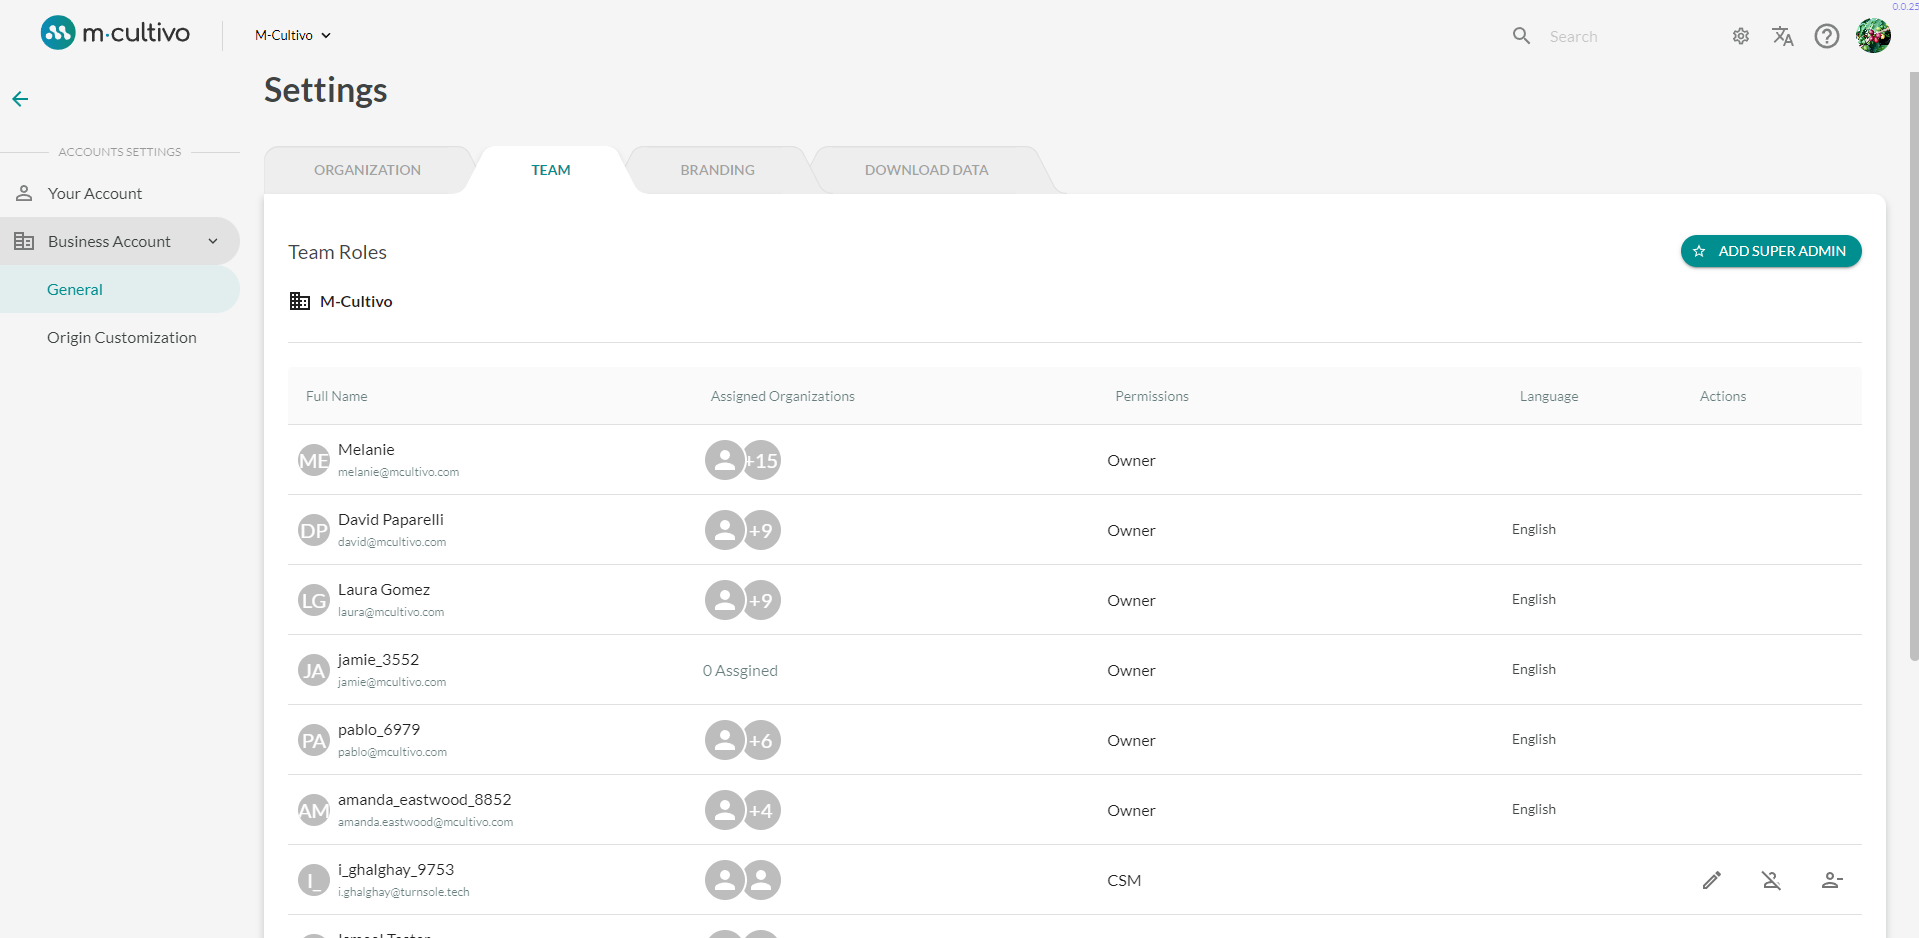 0.0.25
m·cultivo
M-Cultivo
Search
Settings
ACCOUNTS SETTINGS
Your Account
Business Account
General
Origin Customization
ORGANIZATION
TEAM
BRANDING
DOWNLOAD DATA
Team Roles
ADD SUPER ADMIN
M-Cultivo
Full Name
Assigned Organizations
Permissions
Language
Actions
ME
Melanie
melanie@mcultivo.com
+15
Owner
DP
David Paparelli
david@mcultivo.com
+9
Owner
English
LG
Laura Gomez
laura@mcultivo.com
+9
Owner
English
JA
jamie_3552
jamie@mcultivo.com
0 Assgined
Owner
English
PA
pablo_6979
pablo@mcultivo.com
+6
Owner
English
AM
amanda_eastwood_8852
amanda.eastwood@mcultivo.com
+4
Owner
English
I_
i_ghalghay_9753
i.ghalghay@turnsole.tech
CSM